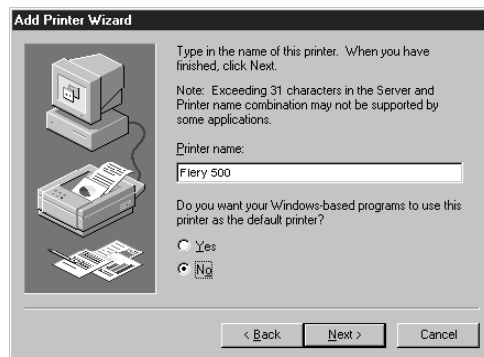 Add Printer Wizard
Type in the name of this printer. When you have
finished, click Next.
Note: Exceeding 31 characters in the Server and
Printer name combination may not be supported by
some applications.
Printer name:
Fiery 500
Do you want your Windows-based programs to use this
printer as the default printer?
Yes
No
< Back
Next >
Cancel